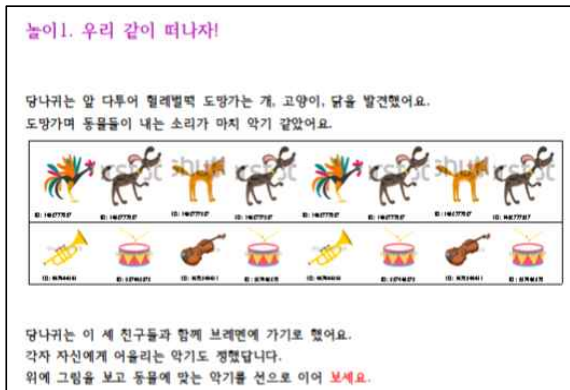 놀이1. 우리 같이 떠나자!
당나귀는 앞 다투어 헐레벌떡 도망가는 개, 고양이, 닭을 발견했어요.
도망가며 동물들이 내는 소리가 마치 악기 같았어요.
당나귀는 이 세 친구들과 함께 브레멘에 가기로 했어요.
각자 자신에게 어울리는 악기도 정했답니다.
위에 그림을 보고 동물에 맞는 악기를 선으로 이어 보세요.